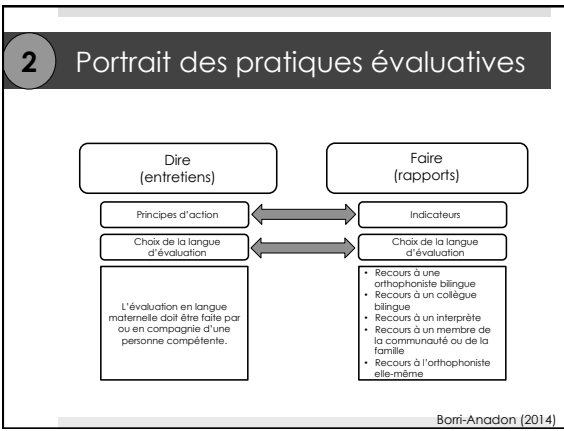 2
Portrait des pratiques évaluatives
Dire
(entretiens)
Faire
(rapports)
Principes d'action
Indicateurs
Choix de la langue
d'évaluation
Choix de la langue
d'évaluation
L'évaluation en langue
maternelle doit être faite par
ou en compagnie d'une
personne compétente.
• Recours à une
orthophoniste bilingue
• Recours à un collègue
bilingue
• Recours à un interprète
• Recours à un membre de
la communauté ou de la
famille
• Recours à l'orthophoniste
elle-même
Borri-Anadon (2014)